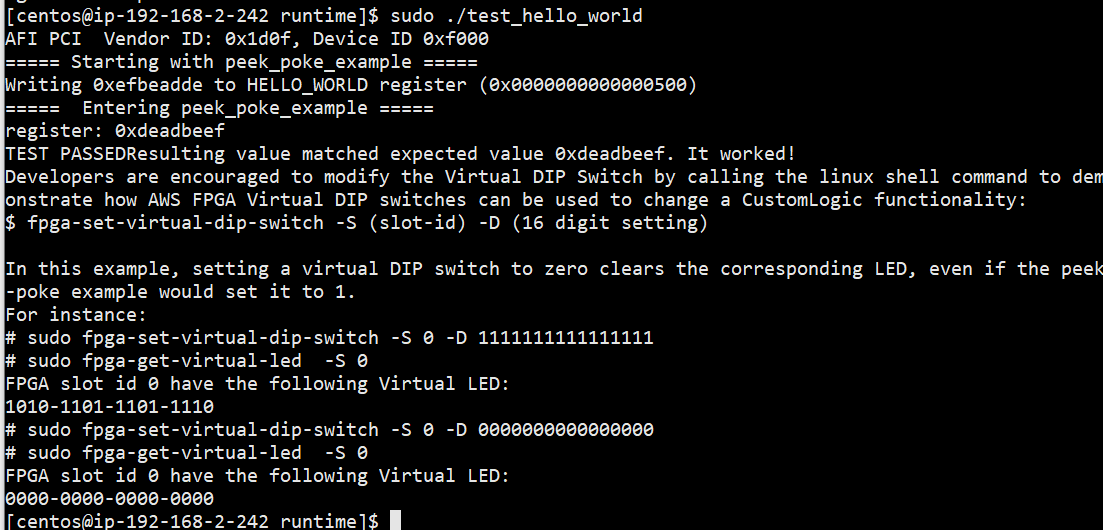 [centos@ip-192-168-2-242 runtime]$ sudo ./test_hello_world
AFI PCI  Vendor ID: 0x1d0f, Device ID 0xf000
===== Starting with peek_poke_example =====
Writing 0xefbeadde to HELLO_WORLD register (0x0000000000000500)
=====  Entering peek_poke_example =====
register: 0xdeadbeef
TEST PASSEDResulting value matched expected value 0xdeadbeef. It worked!
Developers are encouraged to modify the Virtual DIP Switch by calling the linux shell command to dem
onstrate how AWS FPGA Virtual DIP switches can be used to change a CustomLogic functionality:
$ fpga-set-virtual-dip-switch -S (slot-id) -D (16 digit setting)

In this example, setting a virtual DIP switch to zero clears the corresponding LED, even if the peek
-poke example would set it to 1.
For instance:
# sudo fpga-set-virtual-dip-switch -S 0 -D 1111111111111111
# sudo fpga-get-virtual-led  -S 0
FPGA slot id 0 have the following Virtual LED:
1010-1101-1101-1110
# sudo fpga-set-virtual-dip-switch -S 0 -D 0000000000000000
# sudo fpga-get-virtual-led  -S 0
FPGA slot id 0 have the following Virtual LED:
0000-0000-0000-0000
[centos@ip-192-168-2-242 runtime]$